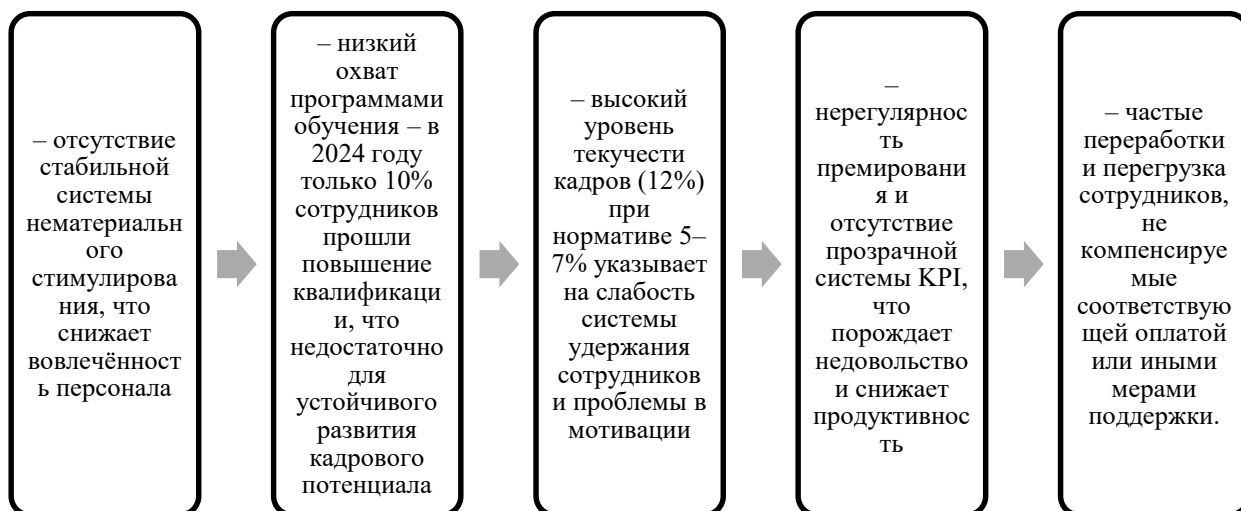 – отсутствие
стабильной
системы
нематериальн
ого
стимулирова
ния, что
снижает
вовлечённост
ь персонала
– низкий
охват
программами
обучения – в
2024 году
только 10%
сотрудников
прошли
повышение
квалификаци
и, что
недостаточно
для
устойчивого
развития
кадрового
потенциала
– высокий
уровень
текучести
кадров (12%)
при
нормативе 5–
7% указывает
на слабость
системы
удержания
сотрудников
и проблемы в
мотивации
–
нерегулярнос
ть
премировани
я и
отсутствие
прозрачной
системы KPI,
что
порождает
недовольство
и снижает
продуктивнос
ть
– частые
переработки
и перегрузка
сотрудников,
не
компенсируе
мые
соответствую
щей оплатой
или иными
мерами
поддержки.